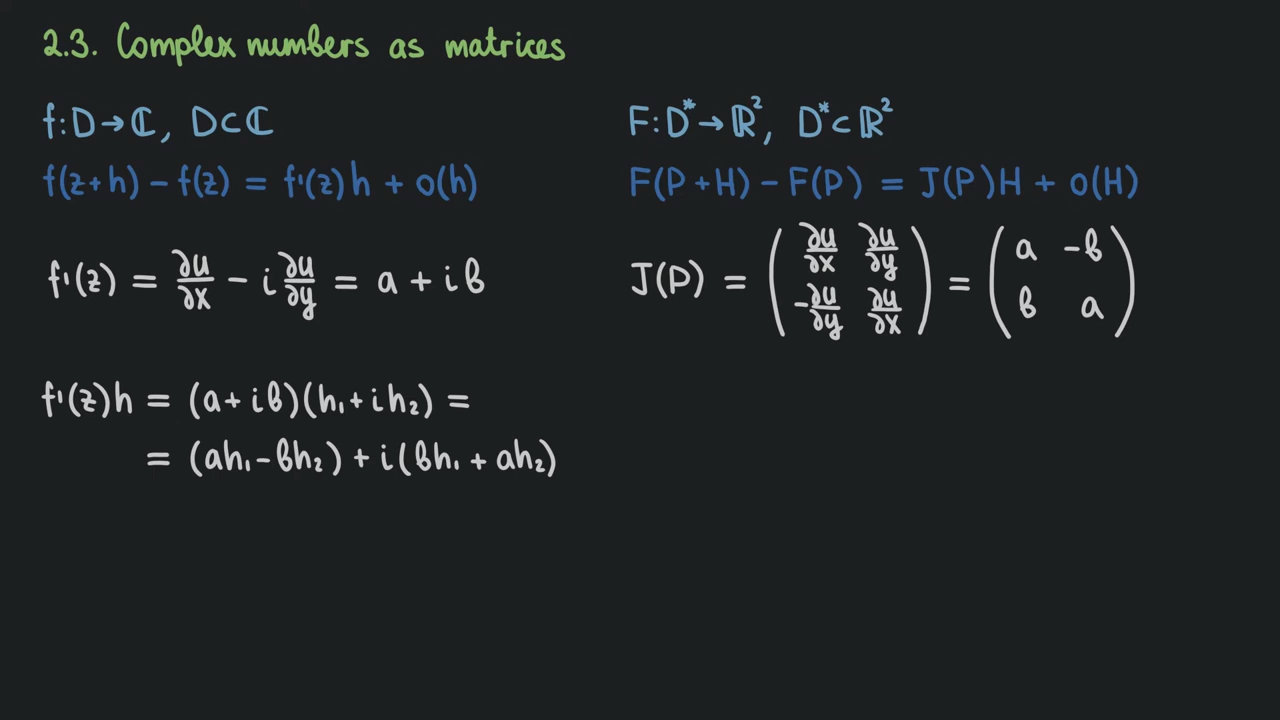 2.3. Complex numbers as matrices
f: D → ℂ, D ⊂ ℂ
f(z+h) − f(z) = f'(z)h + o(h)
f'(z) = ∂u/∂x − i ∂u/∂y = a + ib
f'(z)h = (a + ib)(h₁ + ih₂) =
= (ah₁ − bh₂) + i(bh₁ + ah₂)
F: D* → ℝ², D* ⊂ ℝ²
F(P+H) − F(P) = J(P)H + o(H)
J(P) = (∂u/∂x ∂u/∂y; −∂u/∂y ∂u/∂x) = (a −b; b a)